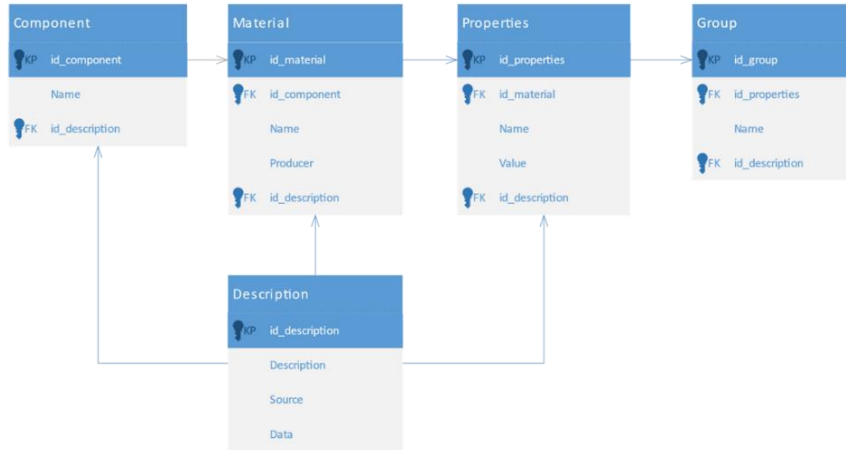 Component
KP id_component
Name
FK id_description
Material
KP id_material
FK id_component
Name
Producer
FK id_description
Properties
KP id_properties
FK id_material
Name
Value
FK id_description
Group
KP id_group
FK id_properties
Name
FK id_description
Description
KP id_description
Description
Source
Data